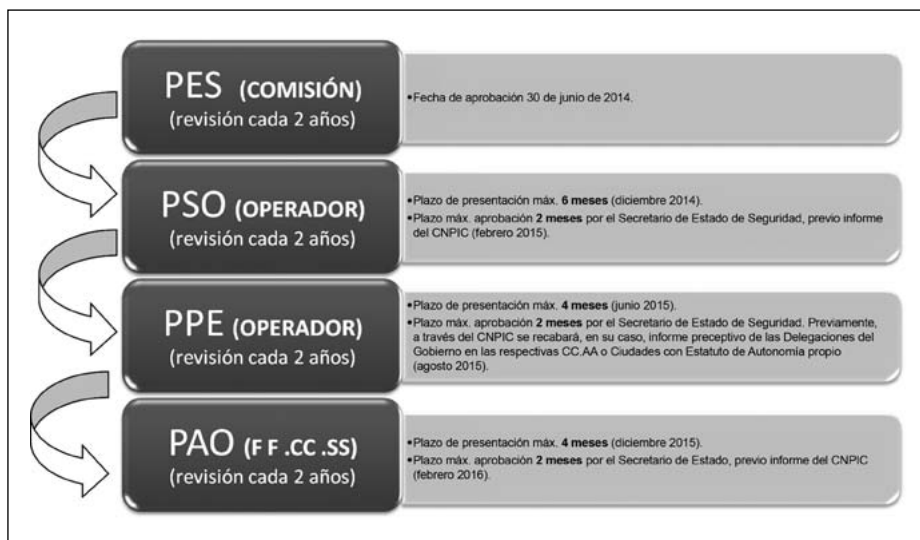 PES (COMISIÓN)
(revisión cada 2 años)
•Fecha de aprobación 30 de junio de 2014.
PSO (OPERADOR)
(revisión cada 2 años)
•Plazo de presentación máx. 6 meses (diciembre 2014).
•Plazo máx. aprobación 2 meses por el Secretario de Estado de Seguridad, previo informe
del CNPIC (febrero 2015).
PPE (OPERADOR)
(revisión cada 2 años)
•Plazo de presentación máx. 4 meses (junio 2015).
•Plazo máx. aprobación 2 meses por el Secretario de Estado de Seguridad. Previamente,
a través del CNPIC se recabará, en su caso, informe preceptivo de las Delegaciones del
Gobierno en las respectivas CC.AA o Ciudades con Estatuto de Autonomía propio
(agosto 2015).
PAO (F F .CC .SS)
(revisión cada 2 años)
•Plazo de presentación máx. 4 meses (diciembre 2015).
•Plazo máx. aprobación 2 meses por el Secretario de Estado, previo informe del CNPIC
(febrero 2016).